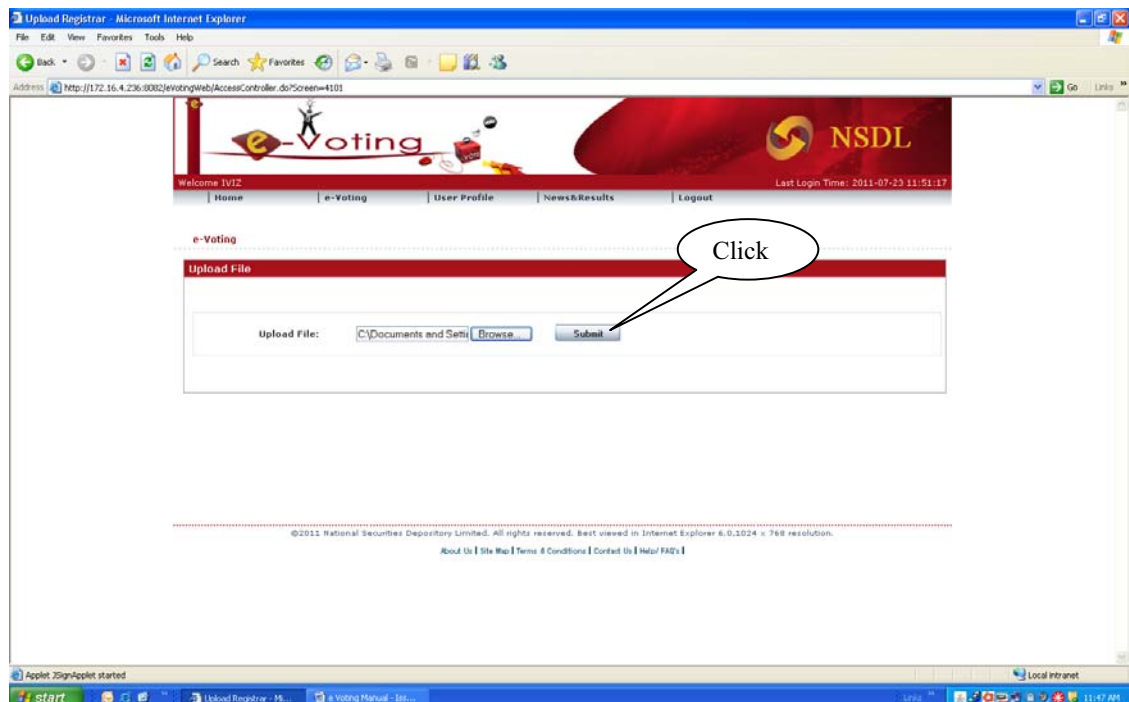 Upload Registrar - Microsoft Internet Explorer
File Edit View Favorites Tools Help
Back Search Favorites
Address http://172.16.4.236:8082/eVotingWeb/AccessController.do?Screen=4101 Go Links
e-Voting NSDL
Welcome IVIZ Last Login Time: 2011-07-23 11:51:17
Home e-Voting User Profile News&Results Logout
e-Voting
Click
Upload File
Upload File: C:\Documents and Setti Browse... Submit
©2011 National Securities Depository Limited. All rights reserved. Best viewed in Internet Explorer 6.0.1024 x 768 resolution.
About Us | Site Map | Terms & Conditions | Contact Us | Help/ FAQ's |
Applet JSignApplet started Local intranet
start Upload Registrar - Mi... e Voting Manual - Iss... Links 11:47 AM